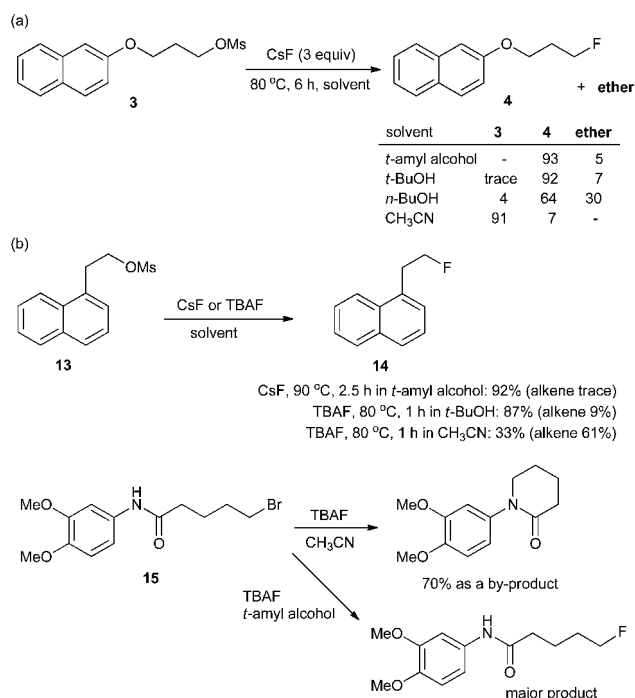 (a)
OMs
O
3
CsF (3 equiv)
80 °C, 6 h, solvent
O
F
4
+ ether
solvent 3 4 ether
t-amyl alcohol - 93 5
t-BuOH trace 92 7
n-BuOH 4 64 30
CH3CN 91 7 -
(b)
OMs
13
CsF or TBAF
solvent
F
14
CsF, 90 °C, 2.5 h in t-amyl alcohol: 92% (alkene trace)
TBAF, 80 °C, 1 h in t-BuOH: 87% (alkene 9%)
TBAF, 80 °C, 1 h in CH3CN: 33% (alkene 61%)
MeO
MeO
H
N
O
Br
15
TBAF
CH3CN
MeO
MeO
N
O
70% as a by-product
TBAF
t-amyl alcohol
MeO
MeO
H
N
O
F
major product